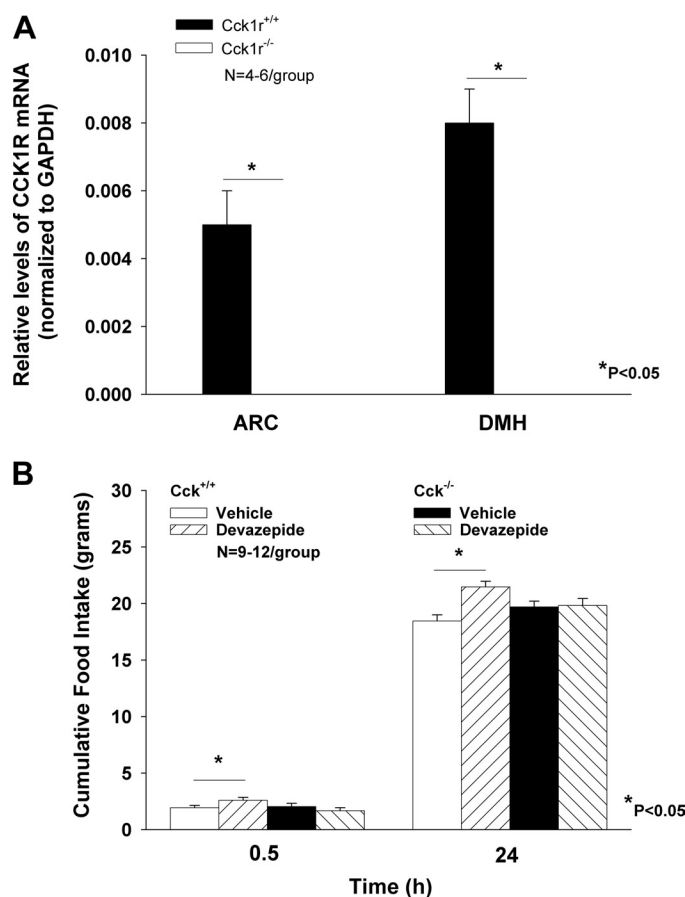 A
Cck1r+/+
Cck1r-/-
N=4-6/group
Relative levels of CCK1R mRNA
(normalized to GAPDH)
0.010
0.008
0.006
0.004
0.002
0.000
*
*
*P<0.05
ARC
DMH
B
Cck+/+
Vehicle
Devazepide
N=9-12/group
Cck-/-
Vehicle
Devazepide
Cumulative Food Intake (grams)
30
25
20
15
10
5
0
*
*
*P<0.05
0.5
24
Time (h)